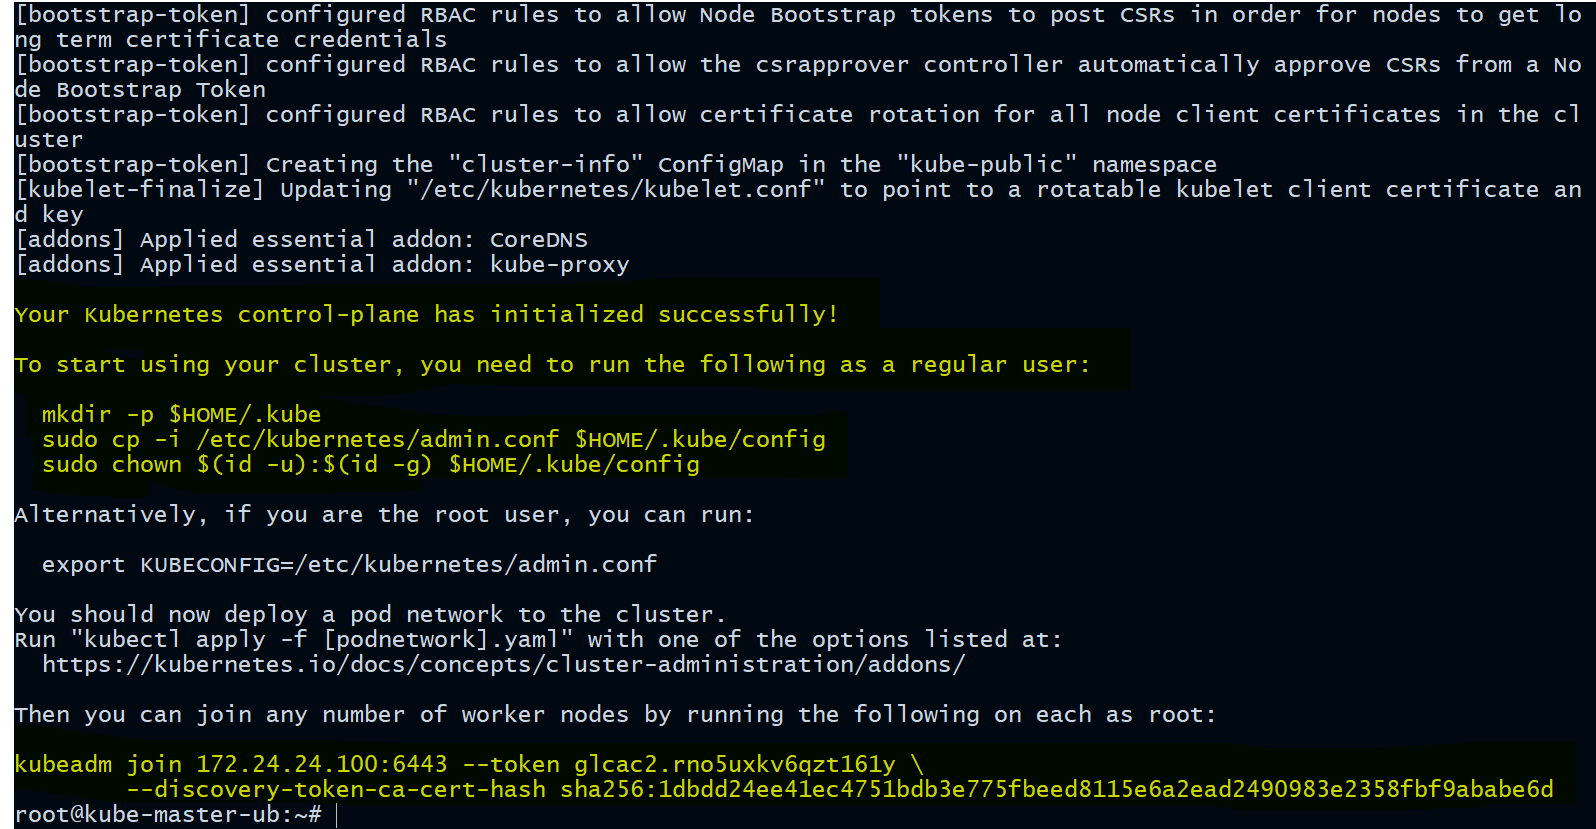 [bootstrap-token] configured RBAC rules to allow Node Bootstrap tokens to post CSRs in order for nodes to get lo
ng term certificate credentials
[bootstrap-token] configured RBAC rules to allow the csrapprover controller automatically approve CSRs from a No
de Bootstrap Token
[bootstrap-token] configured RBAC rules to allow certificate rotation for all node client certificates in the cl
uster
[bootstrap-token] Creating the "cluster-info" ConfigMap in the "kube-public" namespace
[kubelet-finalize] Updating "/etc/kubernetes/kubelet.conf" to point to a rotatable kubelet client certificate an
d key
[addons] Applied essential addon: CoreDNS
[addons] Applied essential addon: kube-proxy
Your Kubernetes control-plane has initialized successfully!
To start using your cluster, you need to run the following as a regular user:
mkdir -p $HOME/.kube
sudo cp -i /etc/kubernetes/admin.conf $HOME/.kube/config
sudo chown $(id -u):$(id -g) $HOME/.kube/config
Alternatively, if you are the root user, you can run:
export KUBECONFIG=/etc/kubernetes/admin.conf
You should now deploy a pod network to the cluster.
Run "kubectl apply -f [podnetwork].yaml" with one of the options listed at:
https://kubernetes.io/docs/concepts/cluster-administration/addons/
Then you can join any number of worker nodes by running the following on each as root:
kubeadm join 172.24.24.100:6443 --token glcac2.rno5uxkv6qzt161y \
--discovery-token-ca-cert-hash sha256:1dbdd24ee41ec4751bdb3e775fbeed8115e6a2ead2490983e2358fbf9ababe6d
root@kube-master-ub:~#